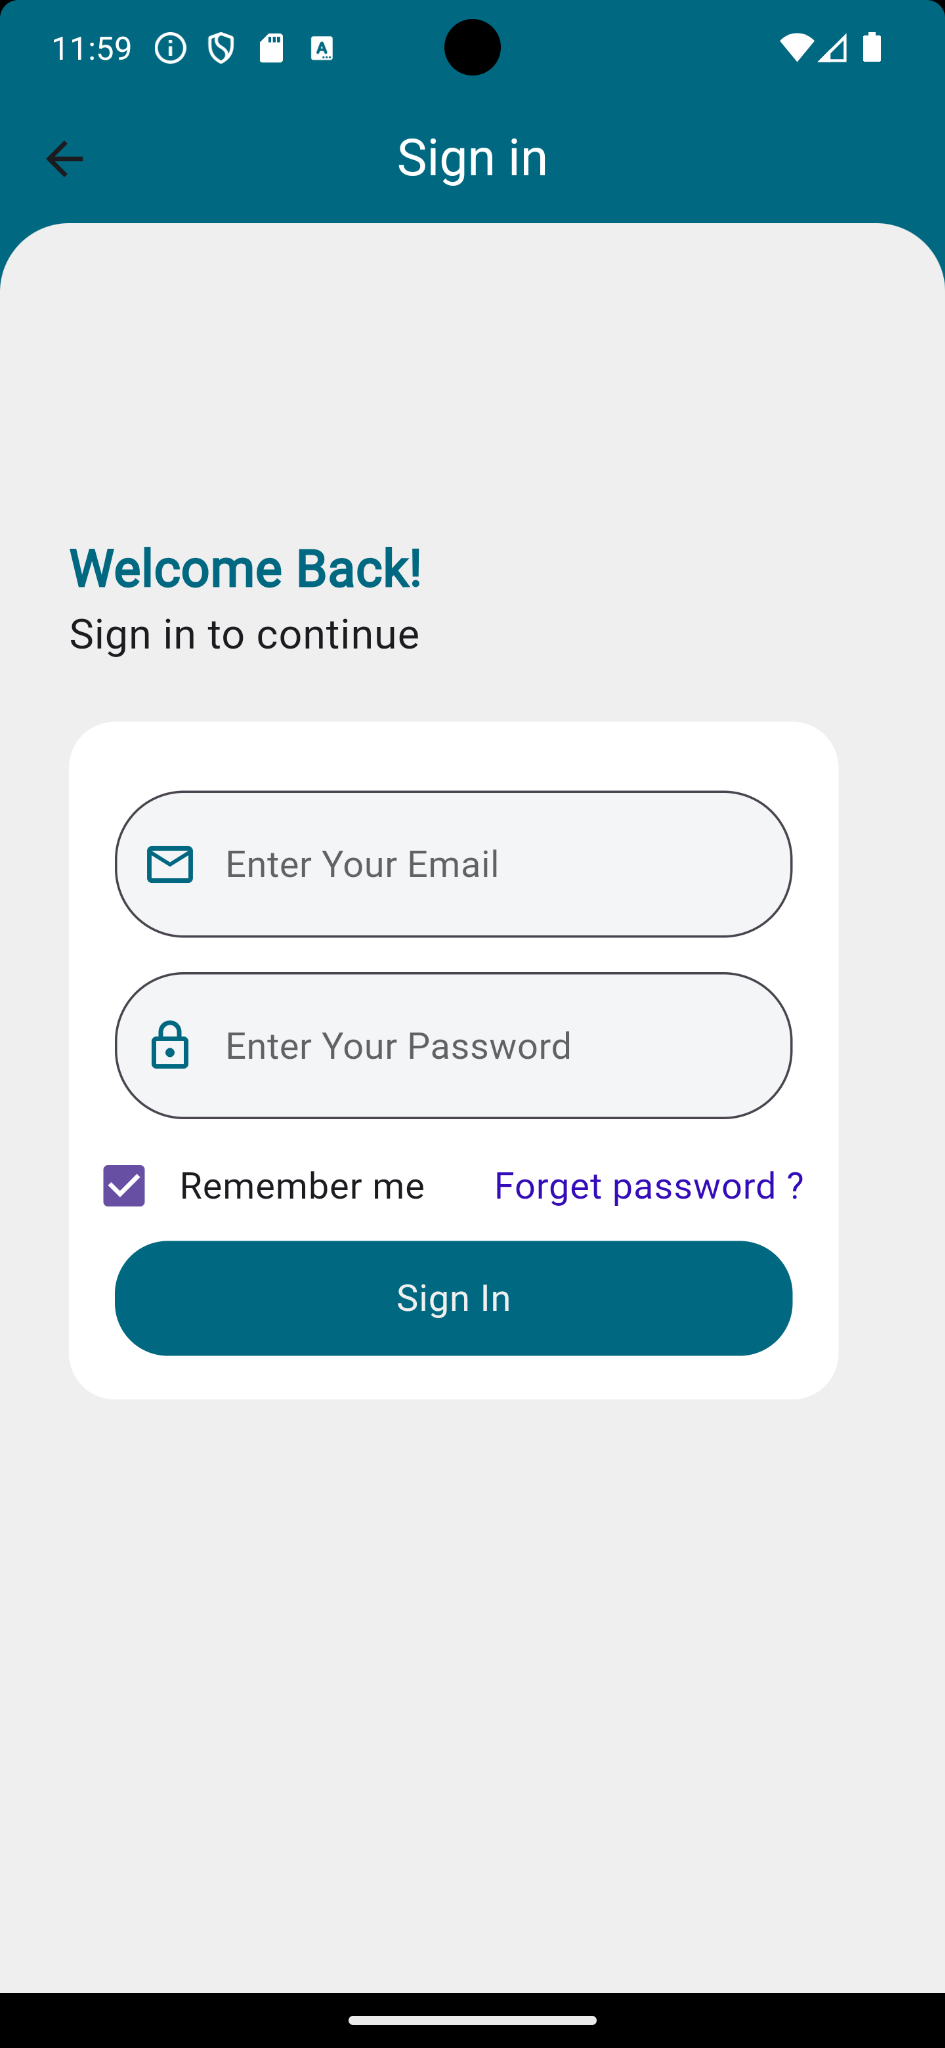 11:59
Sign in
Welcome Back!
Sign in to continue
Enter Your Email
Enter Your Password
Remember me Forget password ?
Sign In